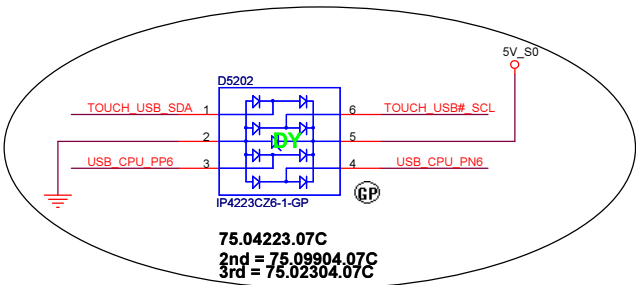 5V_S0
D5202
TOUCH_USB_SDA 1 6 TOUCH_USB#_SCL
2 DY 5
USB_CPU_PP6 3 4 USB_CPU_PN6
IP4223CZ6-1-GP
GP
75.04223.07C
2nd = 75.09904.07C
3rd = 75.02304.07C